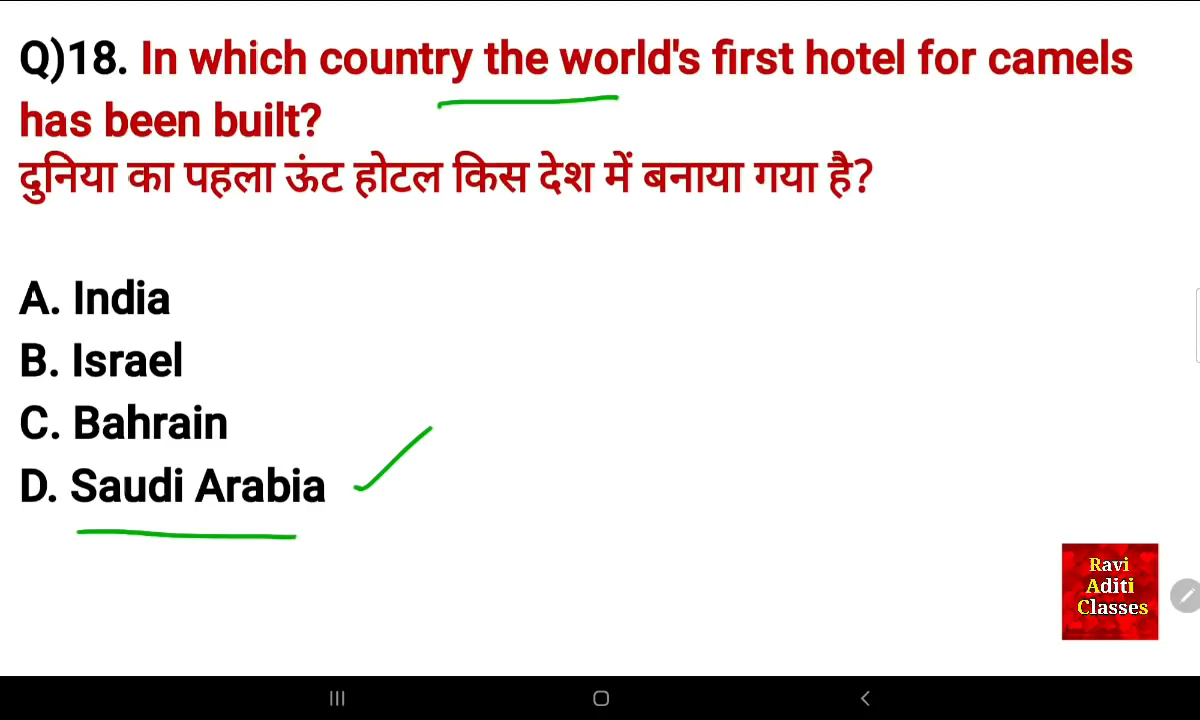 Q)18. In which country the world's first hotel for camels
has been built?
दुनिया का पहला ऊंट होटल किस देश में बनाया गया है?
A. India
B. Israel
C. Bahrain
D. Saudi Arabia
Ravi
Aditi
Classes